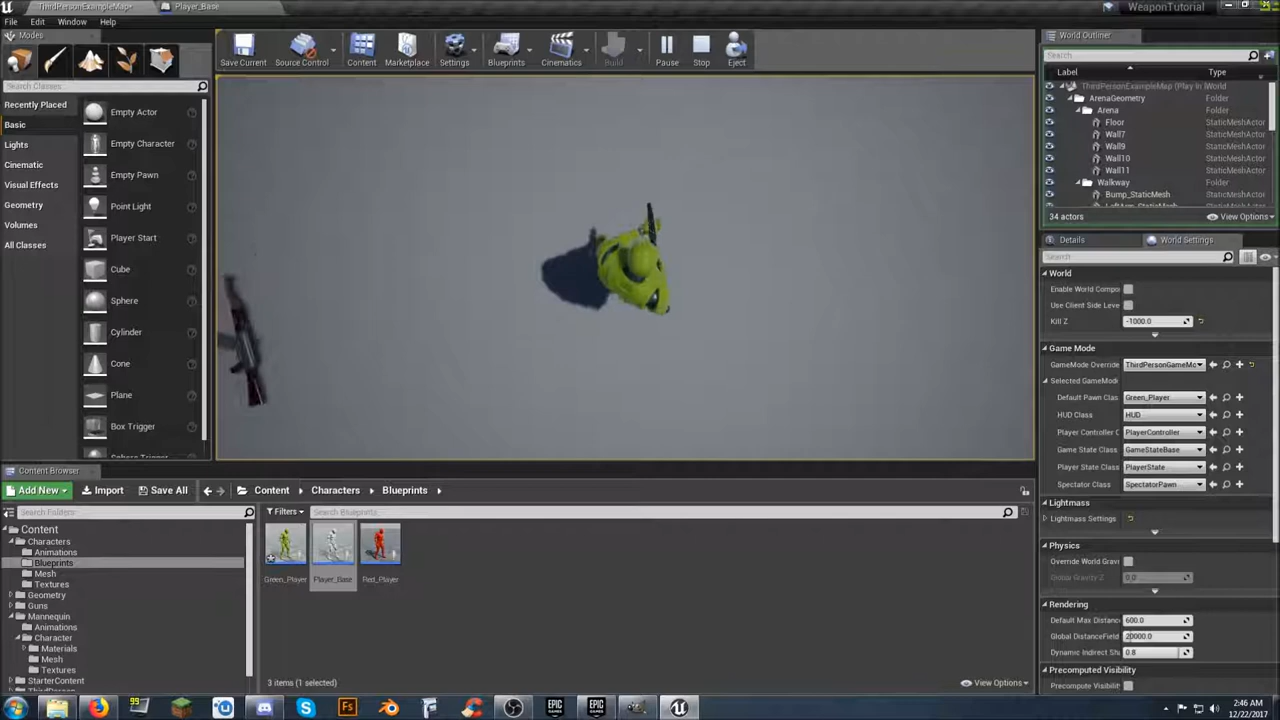 ThirdPersonExampleMap*
Player_Base
WeaponTutorial
File
Edit
Window
Help
Modes
Search Classes
Recently Placed
Basic
Lights
Cinematic
Visual Effects
Geometry
Volumes
All Classes
Empty Actor
Empty Character
Empty Pawn
Point Light
Player Start
Cube
Sphere
Cylinder
Cone
Plane
Box Trigger
Sphere Trigger
Save Current
Source Control
Content
Marketplace
Settings
Blueprints
Cinematics
Build
Pause
Stop
Eject
World Outliner
Search
Label
Type
ThirdPersonExampleMap (Play In World
ArenaGeometry
Folder
Arena
Folder
Floor
StaticMeshActor
Wall7
StaticMeshActor
Wall9
StaticMeshActor
Wall10
StaticMeshActor
Wall11
StaticMeshActor
Walkway
Folder
Bump_StaticMesh
StaticMeshActor
34 actors
View Options
Details
World Settings
Search
World
Enable World Compo
Use Client Side Leve
Kill Z
-1000.0
Game Mode
GameMode Override
ThirdPersonGameMo
Selected GameMod
Default Pawn Clas
Green_Player
HUD Class
HUD
Player Controller C
PlayerController
Game State Class
GameStateBase
Player State Class
PlayerState
Spectator Class
SpectatorPawn
Lightmass
Lightmass Settings
Physics
Override World Gravi
Global Gravity Z
0.0
Rendering
Default Max Distanc
600.0
Global DistanceField
20000.0
Dynamic Indirect Sh
0.8
Precomputed Visibility
Precompute Visibility
Content Browser
Add New
Import
Save All
Content
Characters
Blueprints
Search Folders
Filters
Search Blueprints
Content
Characters
Animations
Blueprints
Mesh
Textures
Geometry
Guns
Mannequin
Animations
Character
Materials
Mesh
Textures
StarterContent
Green_Player
Player_Base
Red_Player
3 items (1 selected)
View Options
99
Fs
EPIC GAMES
EPIC GAMES
2:46 AM
12/22/2017